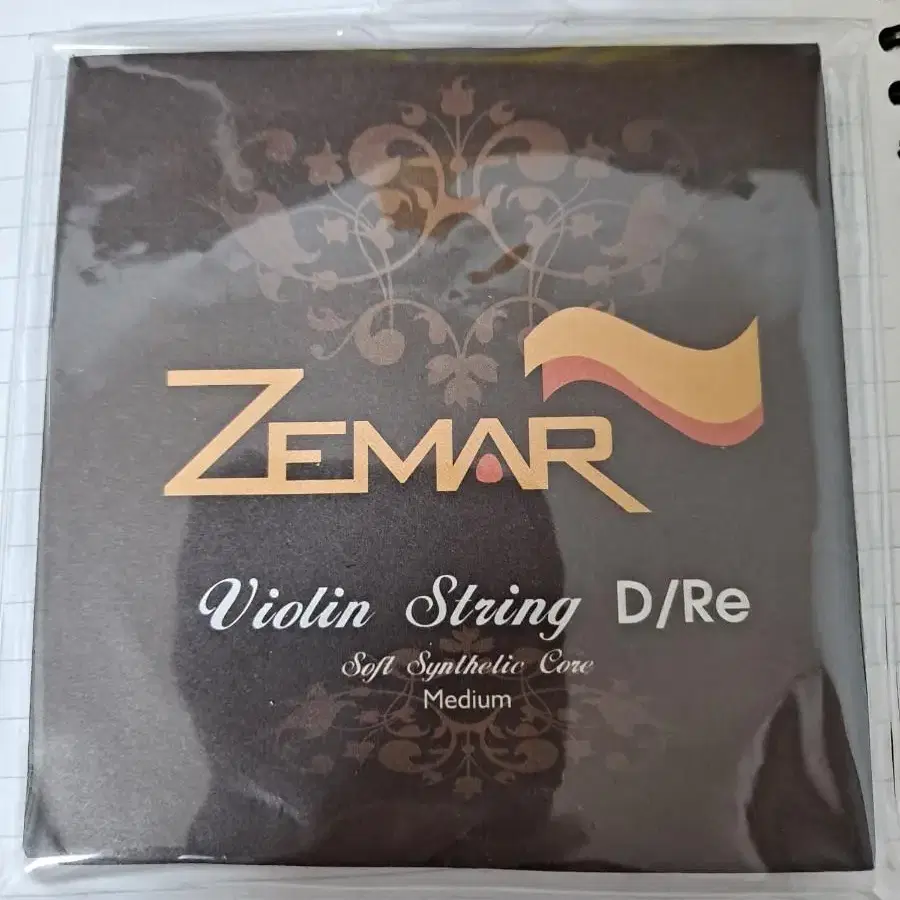 ZEMAR
Violin String D/Re
Soft Synthetic Core
Medium